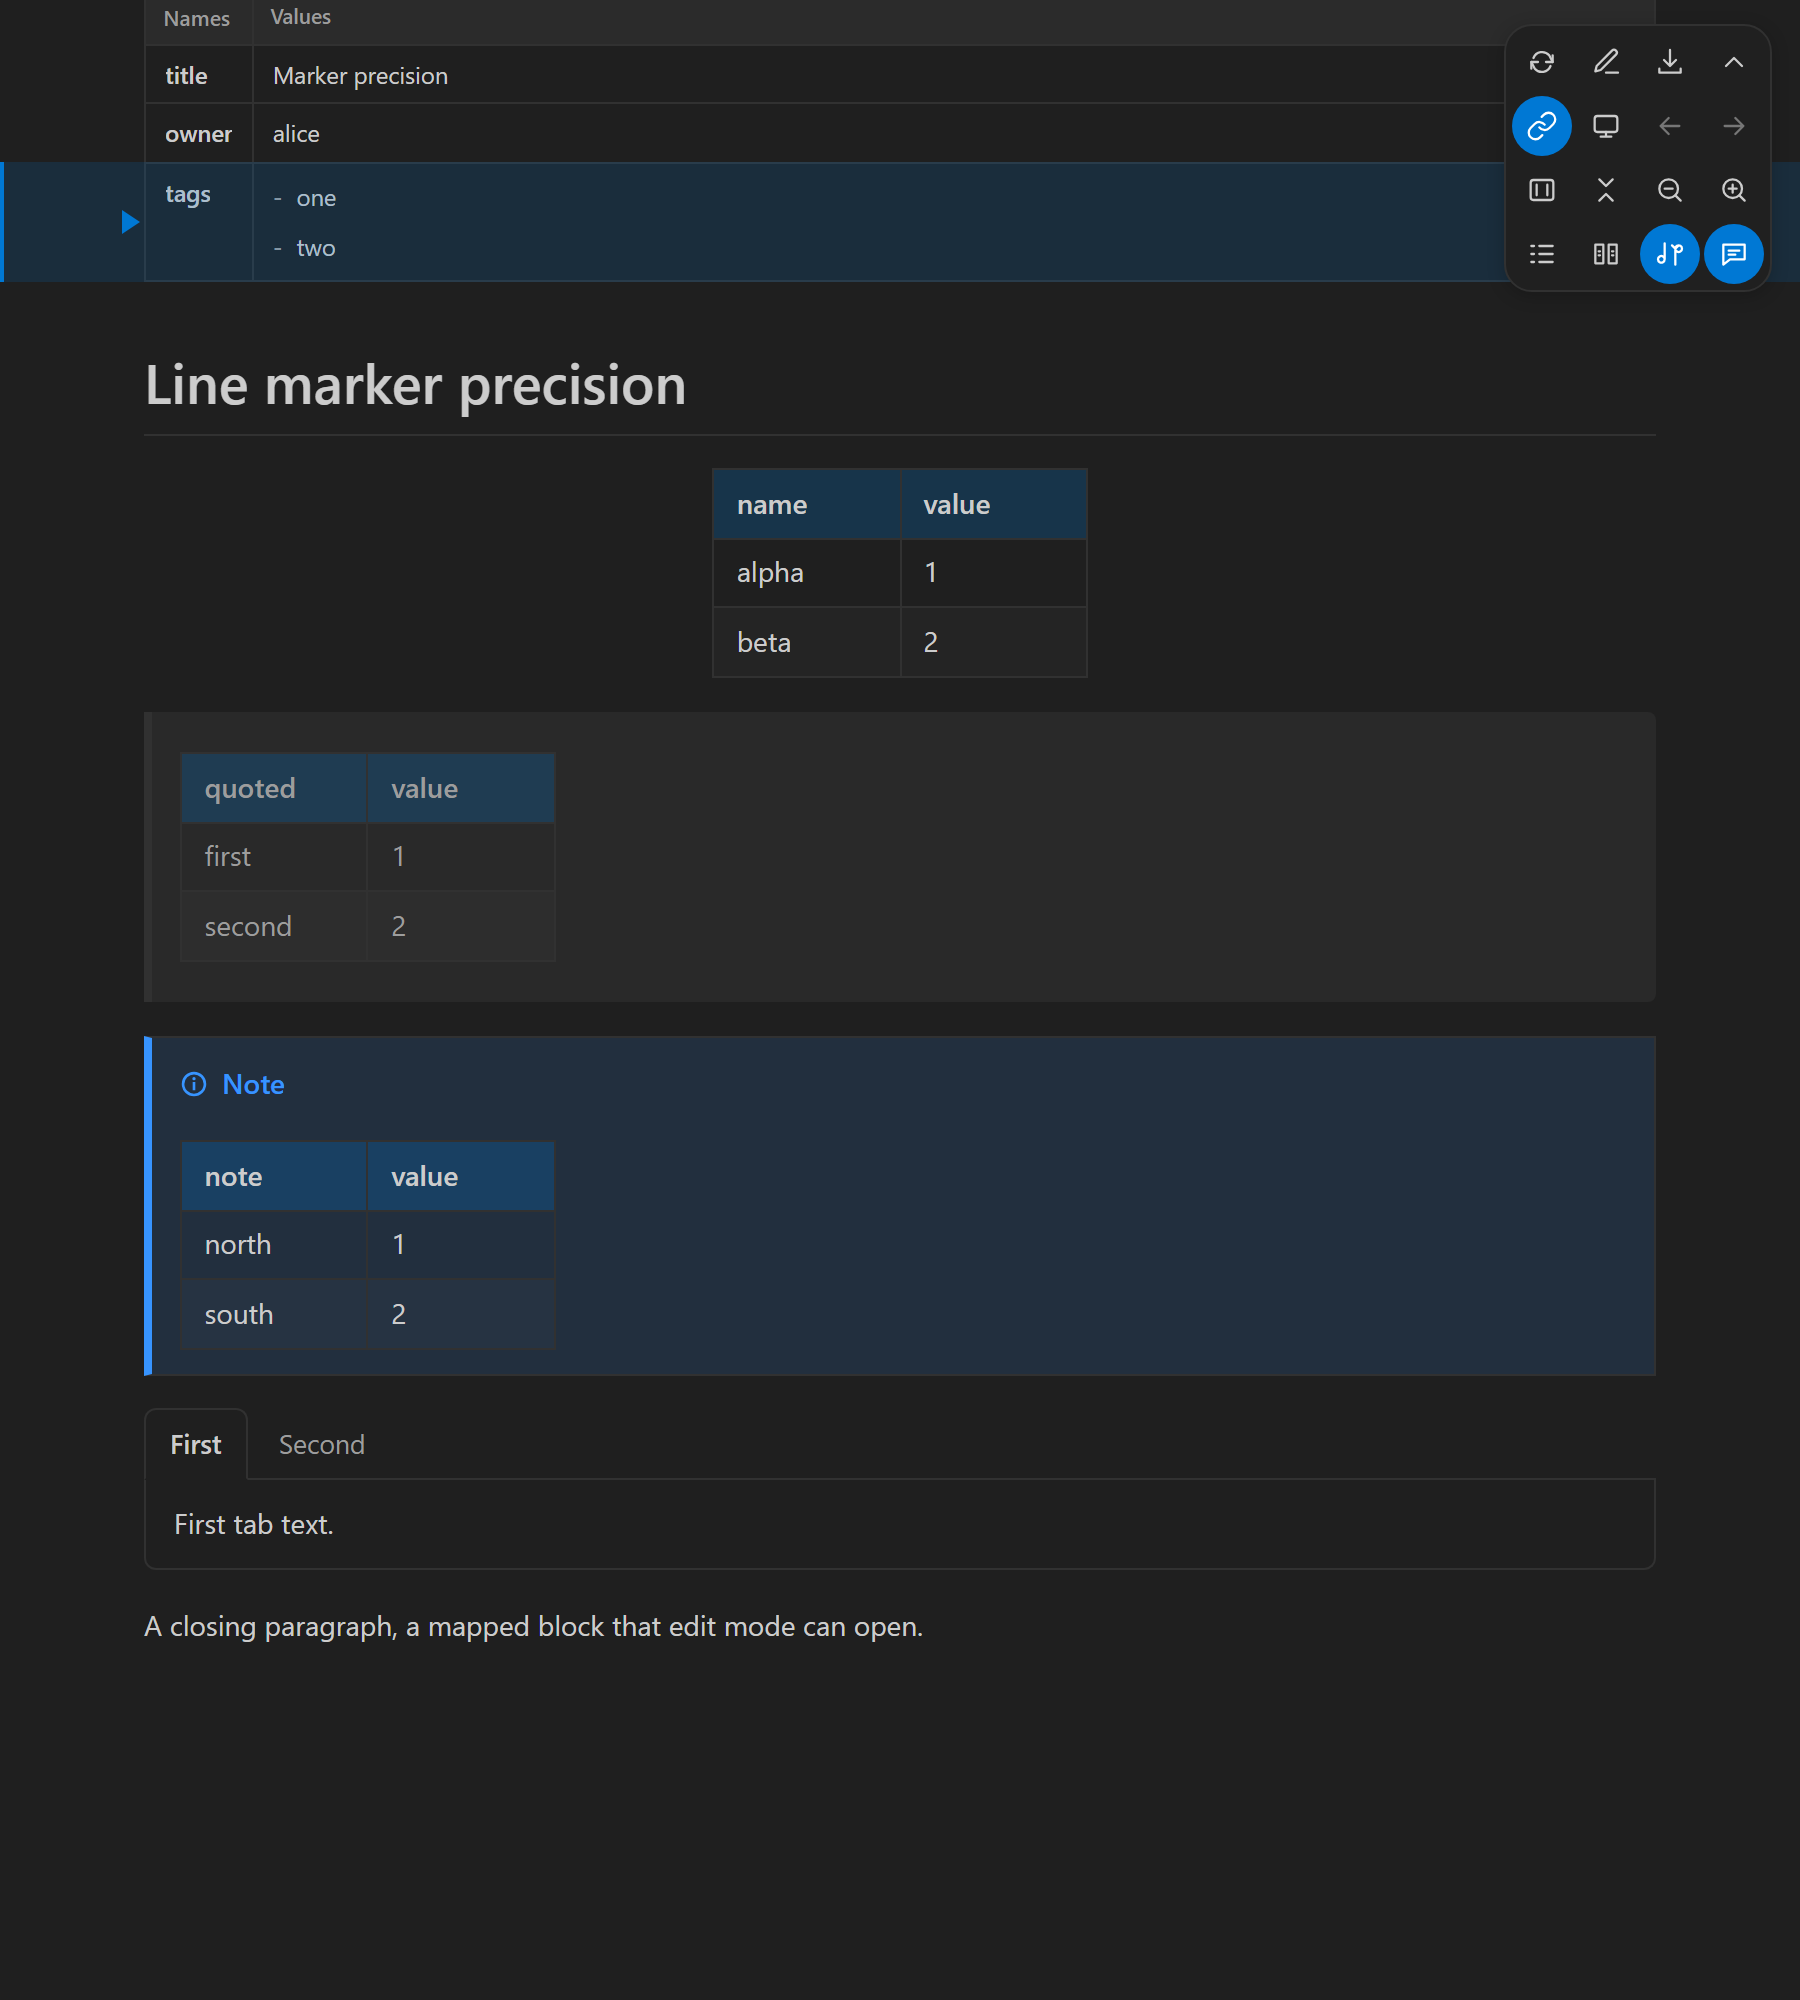 Names Values
title Marker precision
owner alice
tags - one
- two
Line marker precision
name value
alpha 1
beta 2
quoted value
first 1
second 2
Note
note value
north 1
south 2
First Second
First tab text.
A closing paragraph, a mapped block that edit mode can open.